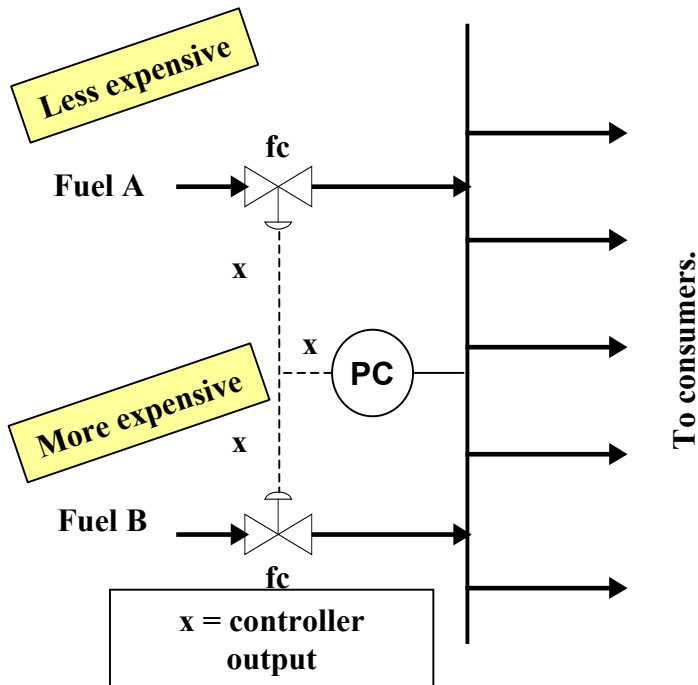 Less expensive
fc
Fuel A
x
x
PC
More expensive
x
Fuel B
fc
x = controller
output
To consumers.